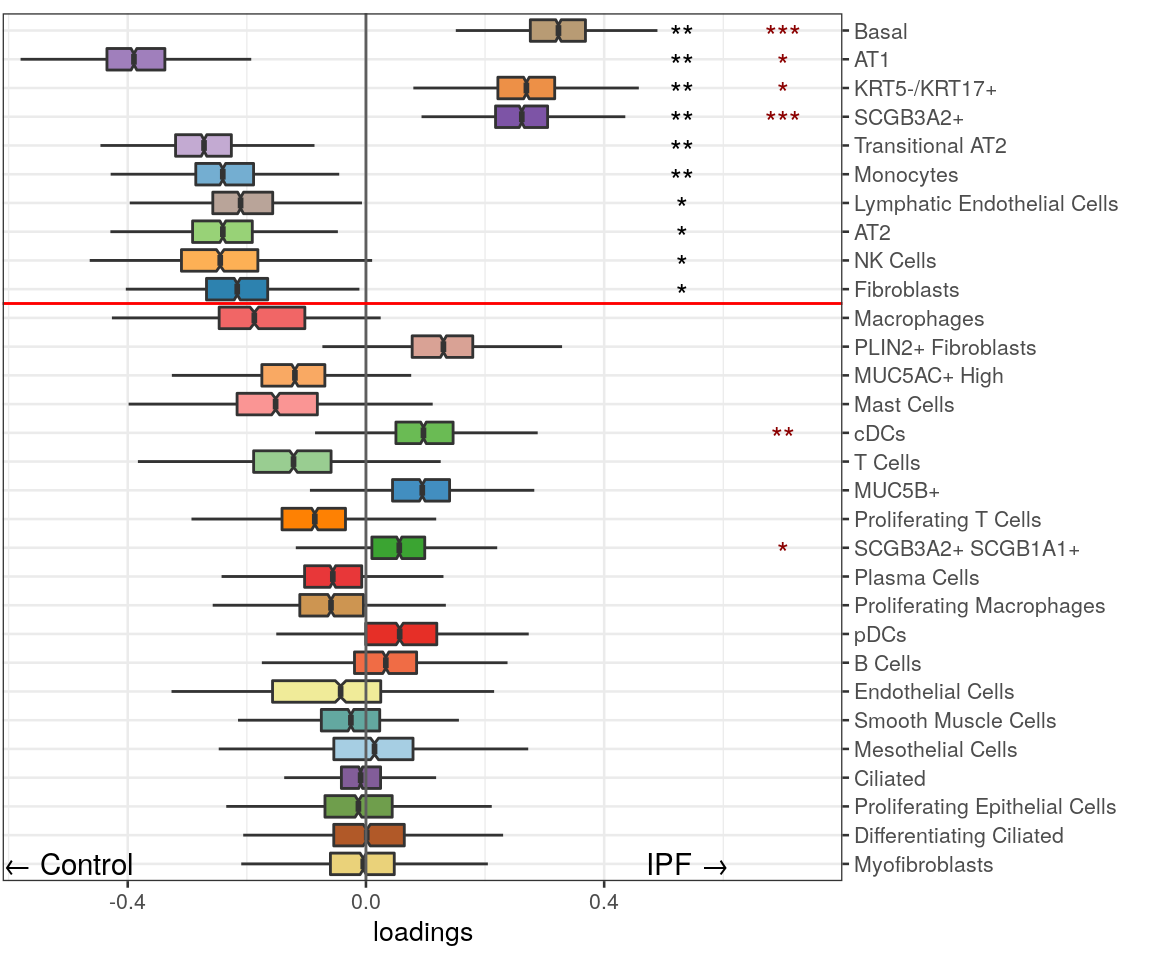 ** *** Basal
** * AT1
** * KRT5-/KRT17+
** *** SCGB3A2+
** Transitional AT2
** Monocytes
* Lymphatic Endothelial Cells
* AT2
* NK Cells
* Fibroblasts
Macrophages
PLIN2+ Fibroblasts
MUC5AC+ High
Mast Cells
** cDCs
T Cells
MUC5B+
Proliferating T Cells
* SCGB3A2+ SCGB1A1+
Plasma Cells
Proliferating Macrophages
pDCs
B Cells
Endothelial Cells
Smooth Muscle Cells
Mesothelial Cells
Ciliated
Proliferating Epithelial Cells
Differentiating Ciliated
← Control IPF → Myofibroblasts
-0.4 0.0 0.4
loadings